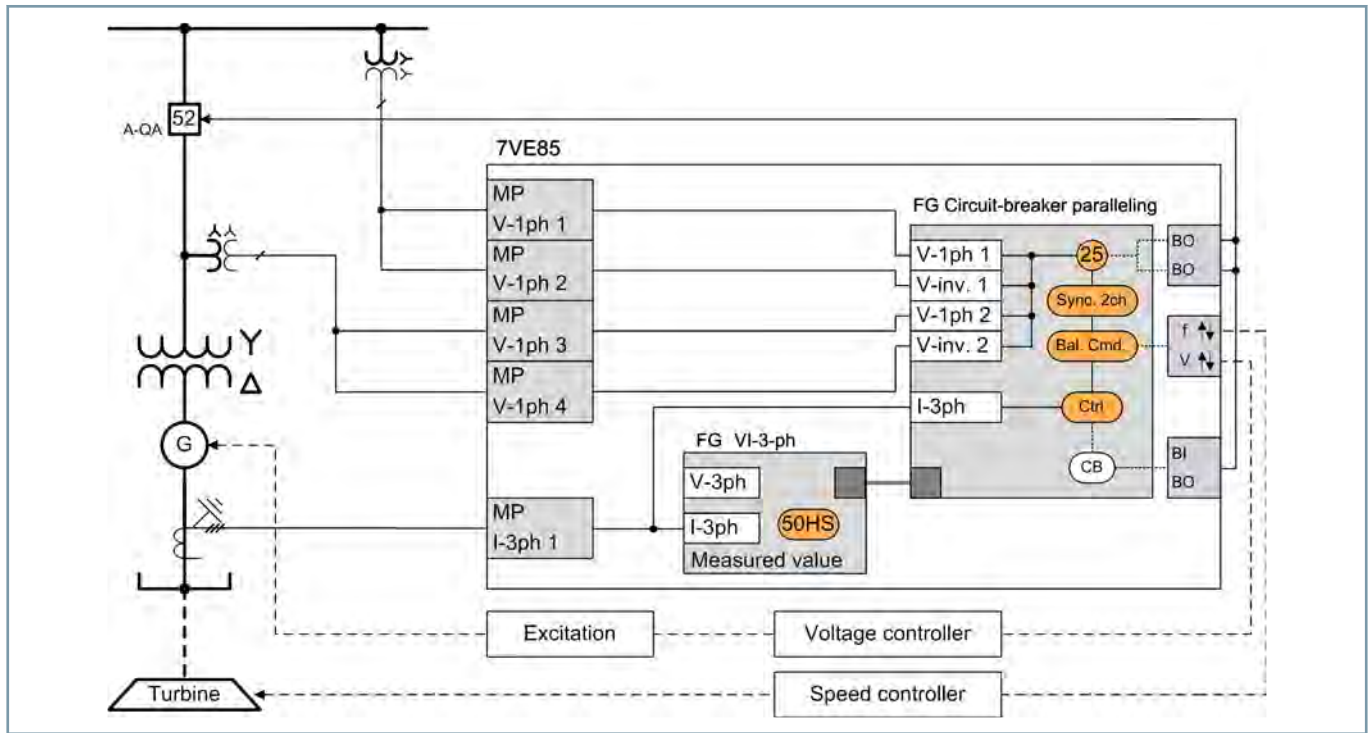 52
A-QA
7VE85
MP
V-1ph 1
MP
V-1ph 2
MP
V-1ph 3
MP
V-1ph 4
FG Circuit-breaker paralleling
V-1ph 1
V-inv. 1
V-1ph 2
V-inv. 2
I-3ph
25
Sync. 2ch
Bal. Cmd.
Ctrl
CB
BO
BO
f
V
BI
BO
Y
Δ
G
FG VI-3-ph
V-3ph
I-3ph
50HS
Measured value
MP
I-3ph 1
Excitation
Voltage controller
Turbine
Speed controller